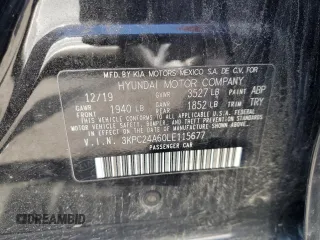 MFD. BY KIA MOTORS MEXICO S.A. DE C.V. FOR
HYUNDAI MOTOR COMPANY
12/19 GVWR 3527 LB PAINT ABP
GAWR FRONT 1940 LB GAWR REAR 1852 LB TRIM TRY
THIS VEHICLE CONFORMS TO ALL APPLICABLE U.S.A. FEDERAL
MOTOR VEHICLE SAFETY, BUMPER, AND THEFT PREVENTION
STANDARDS IN EFFECT ON THE DATE OF MANUFACTURE SHOWN ABOVE.
V.I.N. 3KPC24A60LE115677
PASSENGER CAR
© DREAMBID